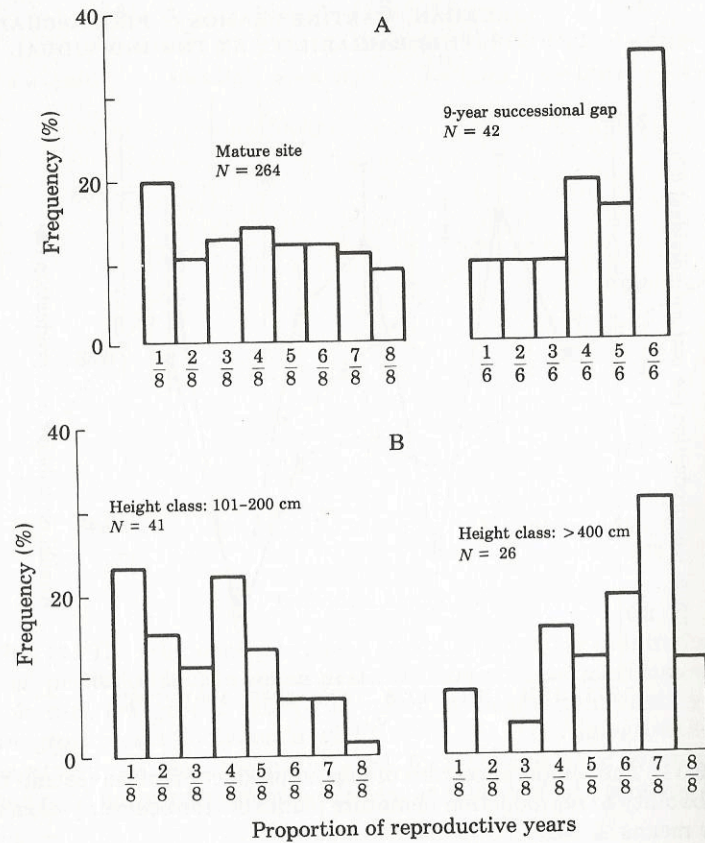 A
40
20
0
Frequency (%)
Mature site
N = 264
1/8 2/8 3/8 4/8 5/8 6/8 7/8 8/8
9-year successional gap
N = 42
1/6 2/6 3/6 4/6 5/6 6/6
B
40
20
0
Frequency (%)
Height class: 101–200 cm
N = 41
1/8 2/8 3/8 4/8 5/8 6/8 7/8 8/8
Height class: >400 cm
N = 26
1/8 2/8 3/8 4/8 5/8 6/8 7/8 8/8
Proportion of reproductive years